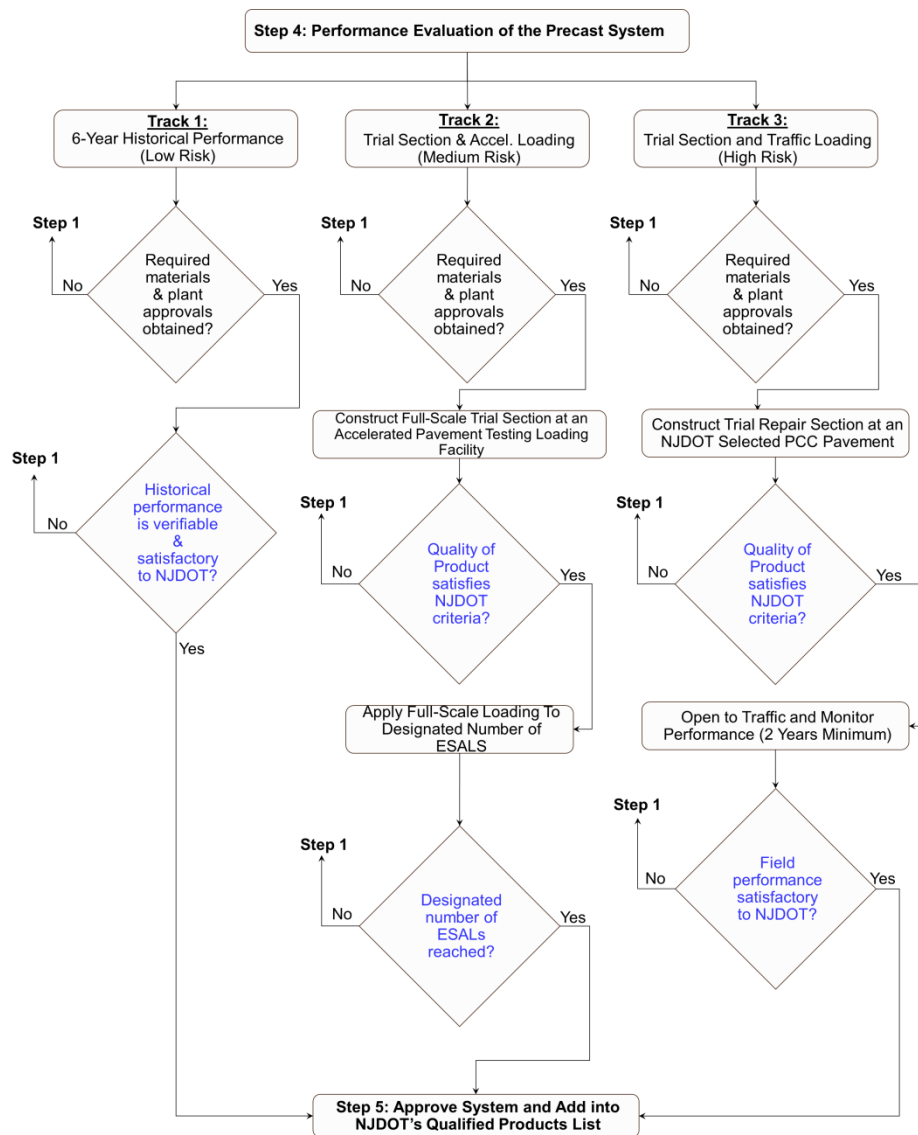 Step 4: Performance Evaluation of the Precast System
Track 1:
6-Year Historical Performance
(Low Risk)
Track 2:
Trial Section & Accel. Loading
(Medium Risk)
Track 3:
Trial Section and Traffic Loading
(High Risk)
Step 1
No
Required
materials
& plant
approvals
obtained?
Yes
Step 1
No
Required
materials
& plant
approvals
obtained?
Yes
Step 1
No
Required
materials
& plant
approvals
obtained?
Yes
Construct Full-Scale Trial Section at an
Accelerated Pavement Testing Loading
Facility
Construct Trial Repair Section at an
NJDOT Selected PCC Pavement
Step 1
No
Historical
performance
is verifiable
&
satisfactory
to NJDOT?
Yes
Step 1
No
Quality of
Product
satisfies
NJDOT
criteria?
Yes
Step 1
No
Quality of
Product
satisfies
NJDOT
criteria?
Yes
Apply Full-Scale Loading To
Designated Number of
ESALS
Open to Traffic and Monitor
Performance (2 Years Minimum)
Step 1
No
Designated
number of
ESALs
reached?
Yes
Step 1
No
Field
performance
satisfactory
to NJDOT?
Yes
Step 5: Approve System and Add into
NJDOT's Qualified Products List